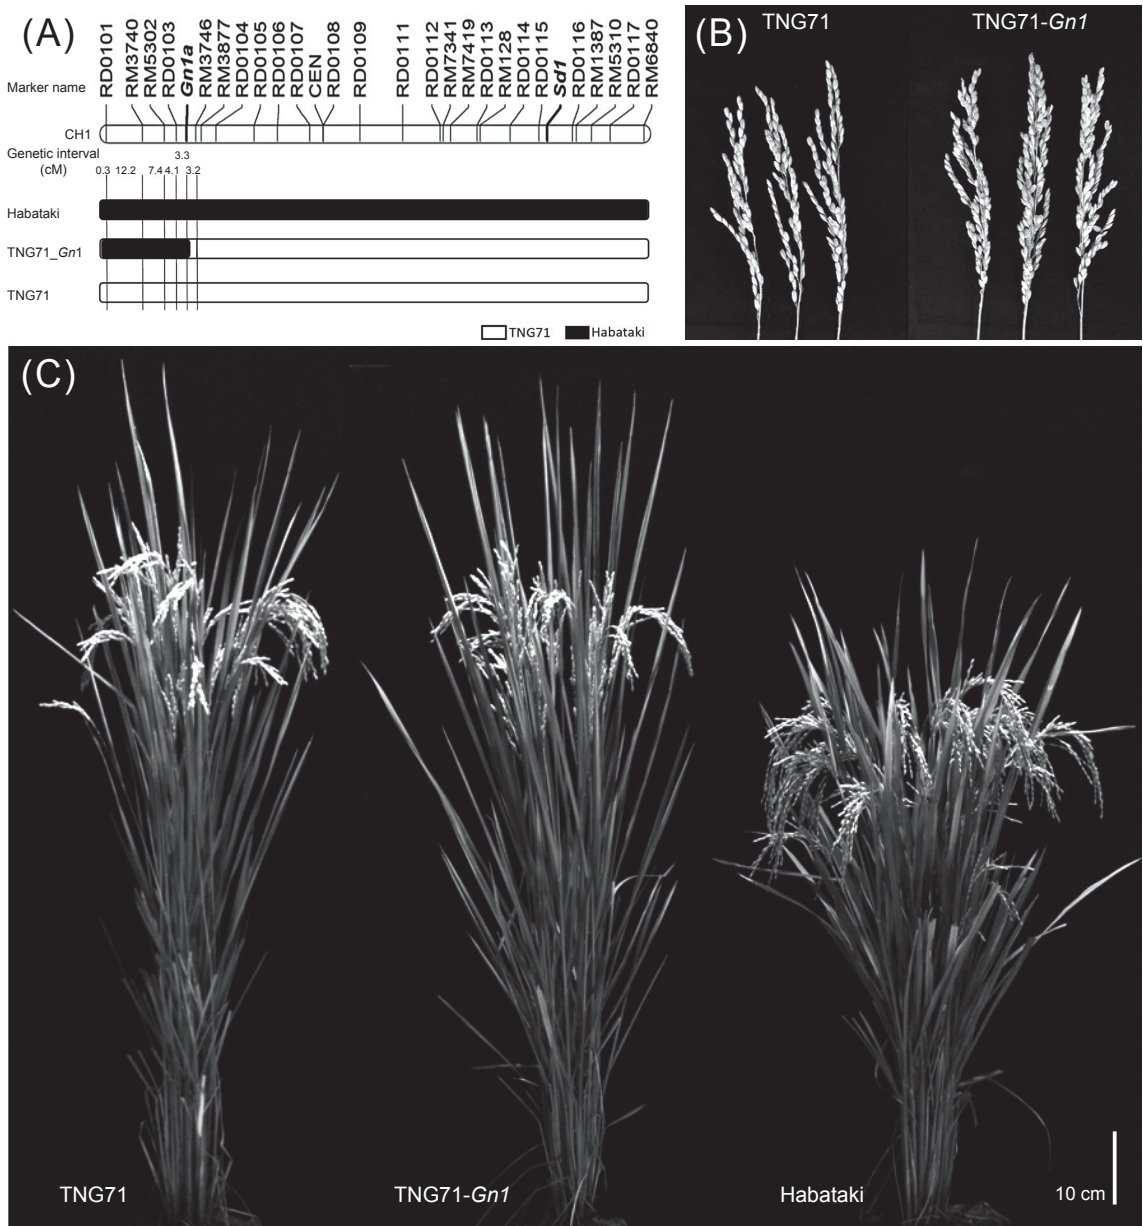 (A)
Marker name
RD0101
RM3740
RM5302
RD0103
Gn1a
RM3746
RM3877
RD0104
RD0105
RD0106
RD0107
CEN
RD0108
RD0109
RD0111
RD0112
RM7341
RM7419
RD0113
RM128
RD0114
RD0115
Sd1
RD0116
RM1387
RM5310
RD0117
RM6840
CH1
Genetic interval
(cM)
3.3
0.3 12.2 7.4 4.1 3.2
Habataki
TNG71_Gn1
TNG71
TNG71 Habataki
(B)
TNG71 TNG71-Gn1
(C)
TNG71 TNG71-Gn1 Habataki
10 cm